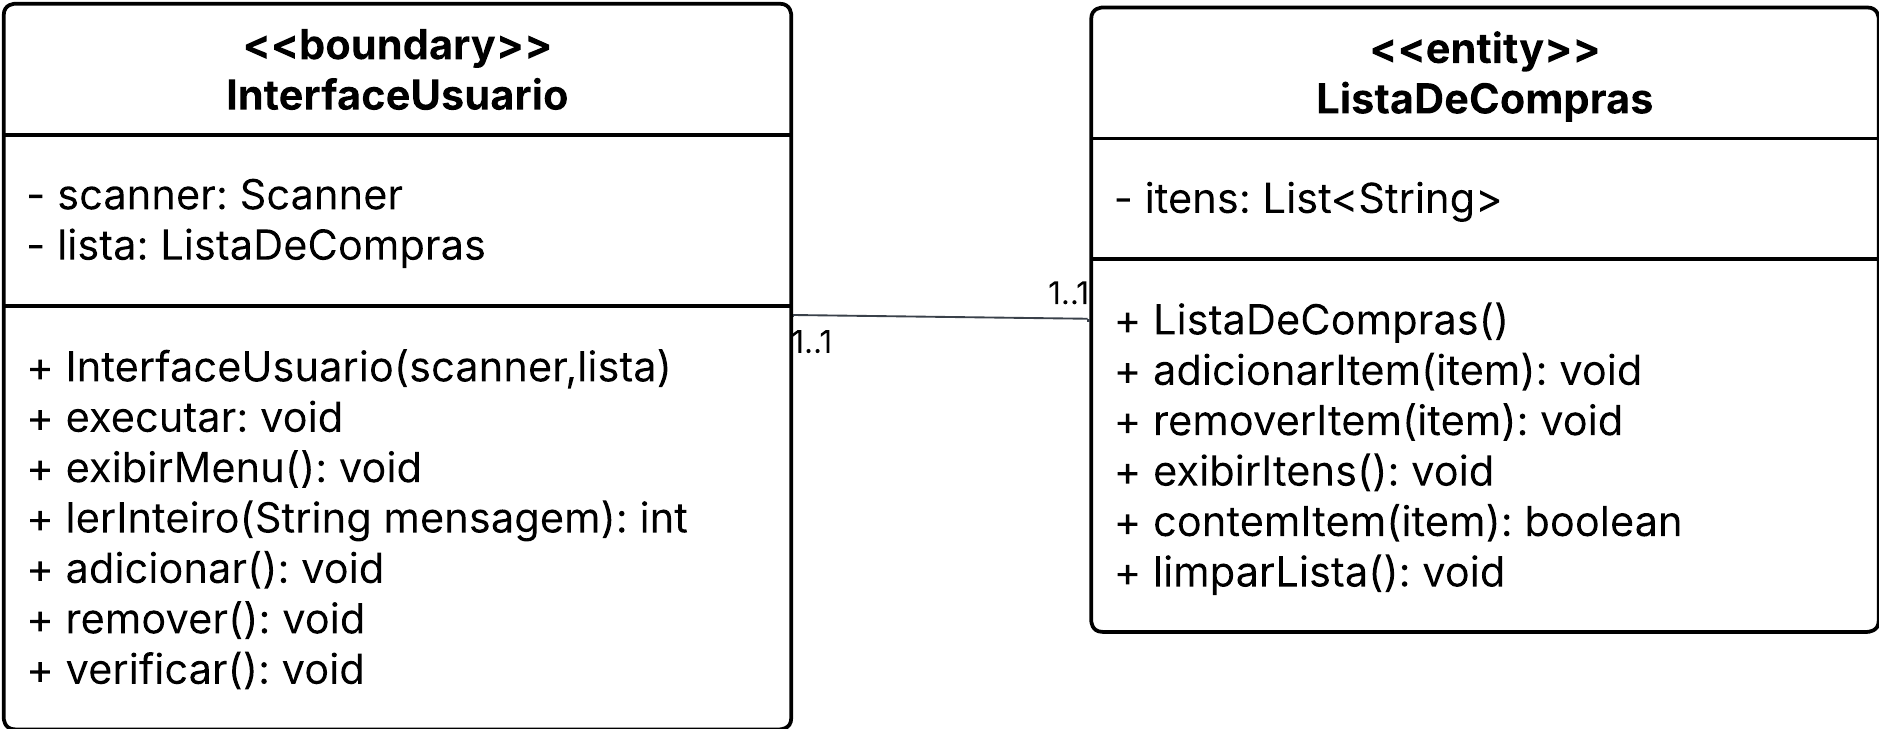 <<boundary>>
InterfaceUsuario
- scanner: Scanner
- lista: ListaDeCompras
+ InterfaceUsuario(scanner,lista)
+ executar: void
+ exibirMenu(): void
+ lerInteiro(String mensagem): int
+ adicionar(): void
+ remover(): void
+ verificar(): void
1..1
1..1
<<entity>>
ListaDeCompras
- itens: List<String>
+ ListaDeCompras()
+ adicionarItem(item): void
+ removerItem(item): void
+ exibirItens(): void
+ contemItem(item): boolean
+ limparLista(): void